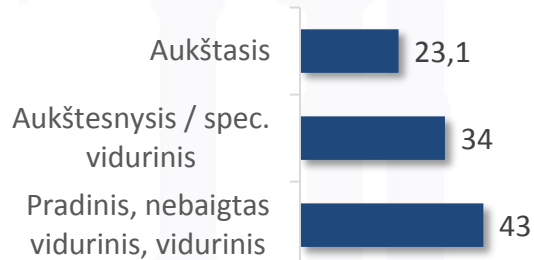 Aukštasis
23,1
Aukštesnysis / spec.
vidurinis
34
Pradinis, nebaigtas
vidurinis, vidurinis
43